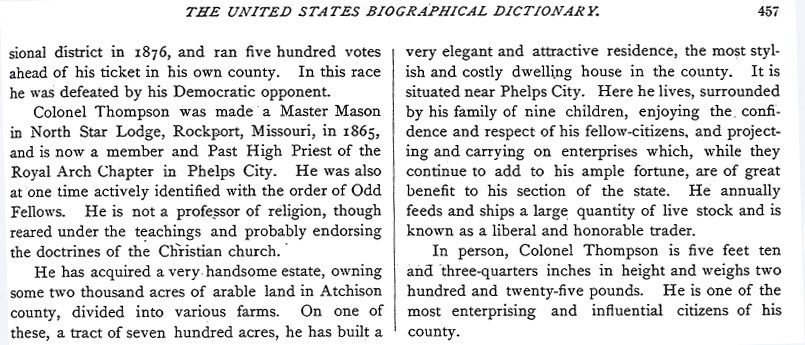 THE UNITED STATES BIOGRAPHICAL DICTIONARY. 457
sional district in 1876, and ran five hundred votes
ahead of his ticket in his own county. In this race
he was defeated by his Democratic opponent.
Colonel Thompson was made a Master Mason
in North Star Lodge, Rockport, Missouri, in 1865,
and is now a member and Past High Priest of the
Royal Arch Chapter in Phelps City. He was also
at one time actively identified with the order of Odd
Fellows. He is not a professor of religion, though
reared under the teachings and probably endorsing
the doctrines of the Christian church.
He has acquired a very handsome estate, owning
some two thousand acres of arable land in Atchison
county, divided into various farms. On one of
these, a tract of seven hundred acres, he has built a
very elegant and attractive residence, the most styl-
ish and costly dwelling house in the county. It is
situated near Phelps City. Here he lives, surrounded
by his family of nine children, enjoying the confi-
dence and respect of his fellow-citizens, and project-
ing and carrying on enterprises which, while they
continue to add to his ample fortune, are of great
benefit to his section of the state. He annually
feeds and ships a large quantity of live stock and is
known as a liberal and honorable trader.
In person, Colonel Thompson is five feet ten
and three-quarters inches in height and weighs two
hundred and twenty-five pounds. He is one of the
most enterprising and influential citizens of his
county.